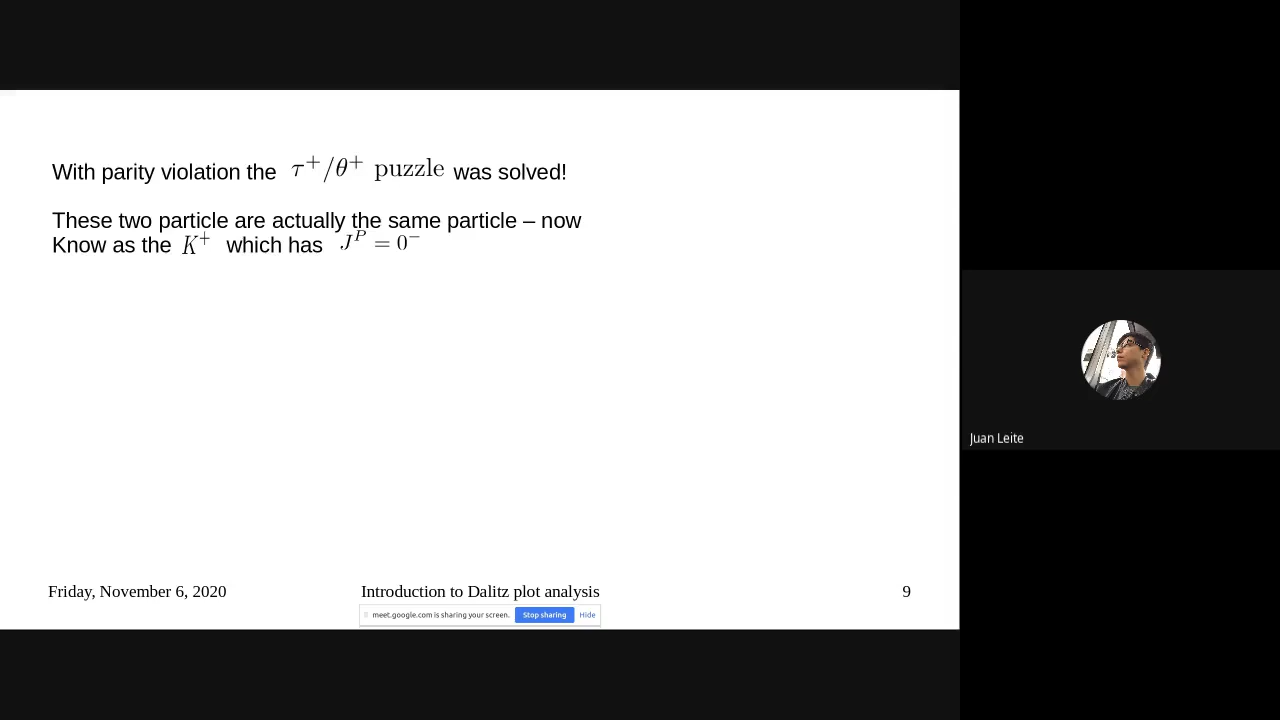 With parity violation the τ⁺/θ⁺ puzzle was solved!
These two particle are actually the same particle – now
Know as the K⁺ which has J^P = 0⁻
Friday, November 6, 2020
Introduction to Dalitz plot analysis
9
meet.google.com is sharing your screen. Stop sharing Hide
Juan Leite